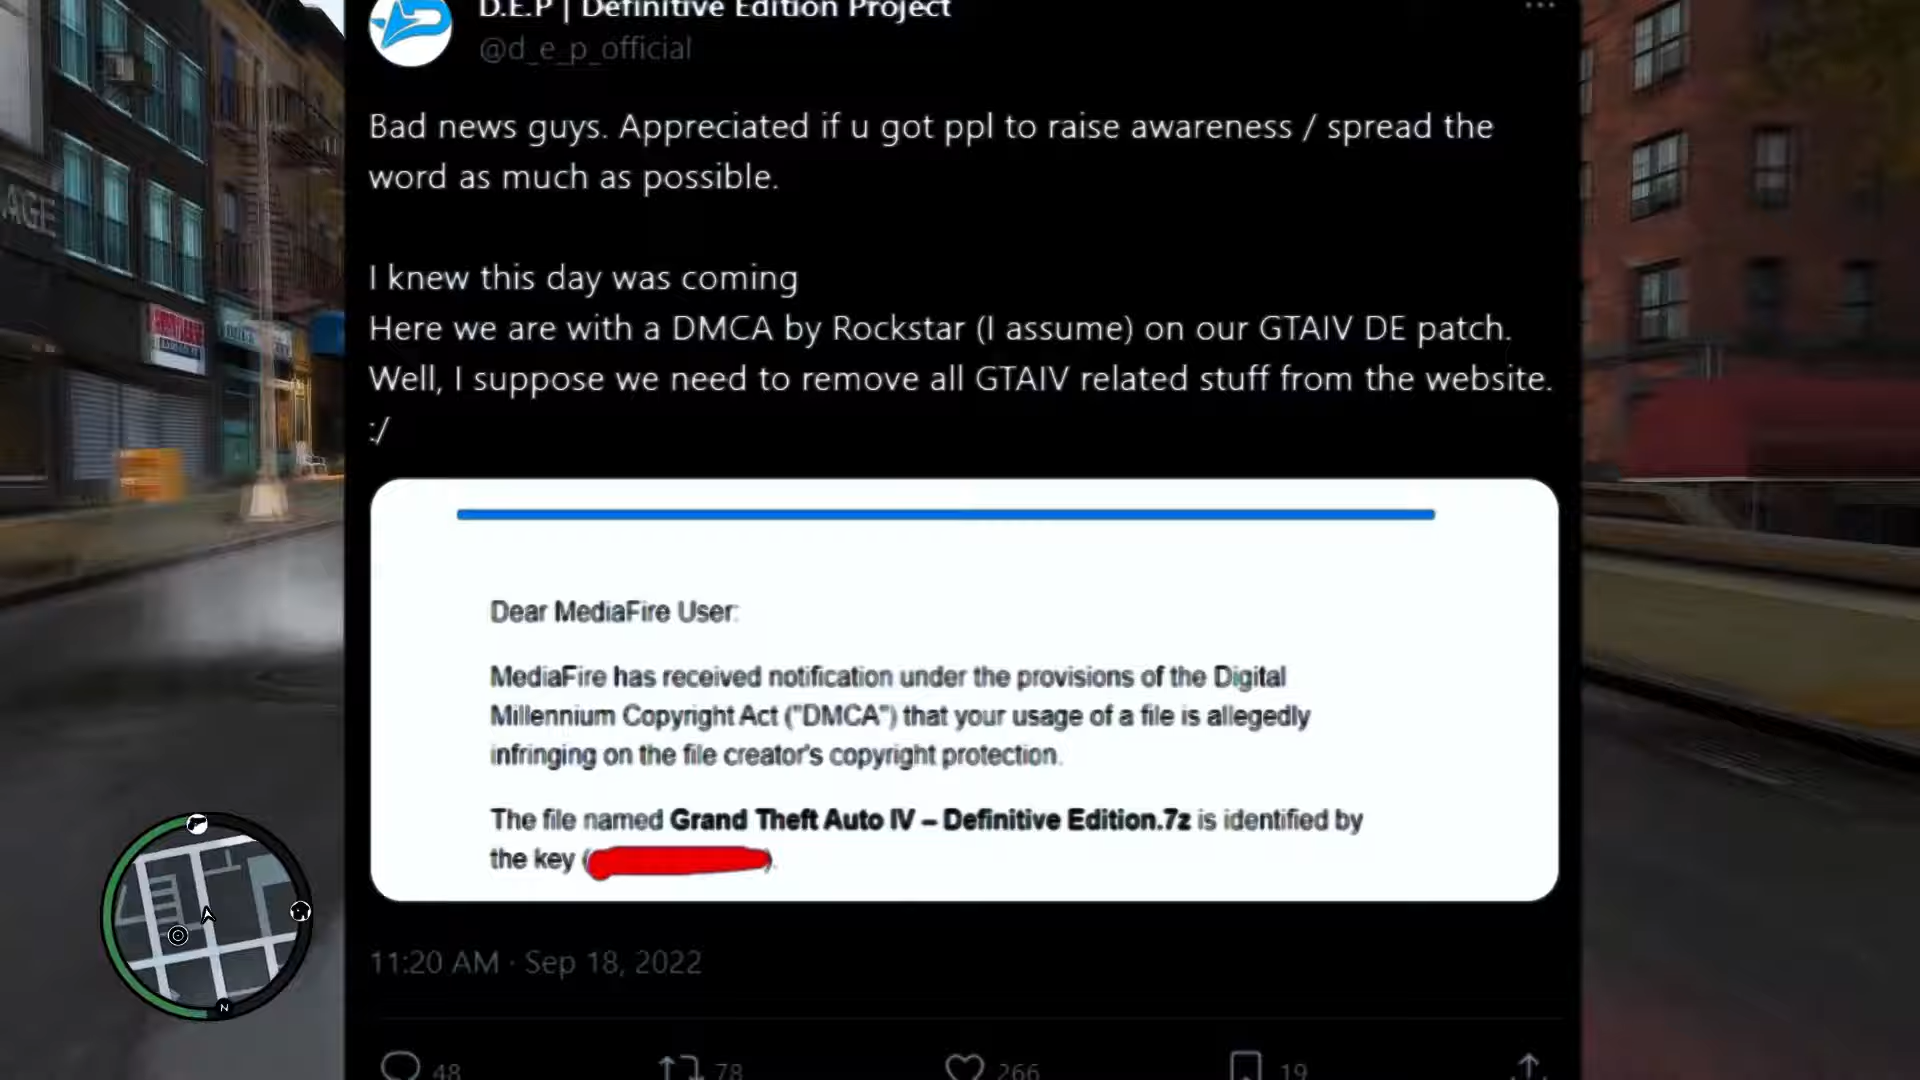 D.E.P | Definitive Edition Project
@d_e_p_official
Bad news guys. Appreciated if u got ppl to raise awareness / spread the
word as much as possible.
I knew this day was coming
Here we are with a DMCA by Rockstar (I assume) on our GTAIV DE patch.
Well, I suppose we need to remove all GTAIV related stuff from the website.
:/
Dear MediaFire User:
MediaFire has received notification under the provisions of the Digital
Millennium Copyright Act ("DMCA") that your usage of a file is allegedly
infringing on the file creator's copyright protection.
The file named Grand Theft Auto IV – Definitive Edition.7z is identified by
the key ( ).
11:20 AM · Sep 18, 2022
48 78 266 19
AGE
N